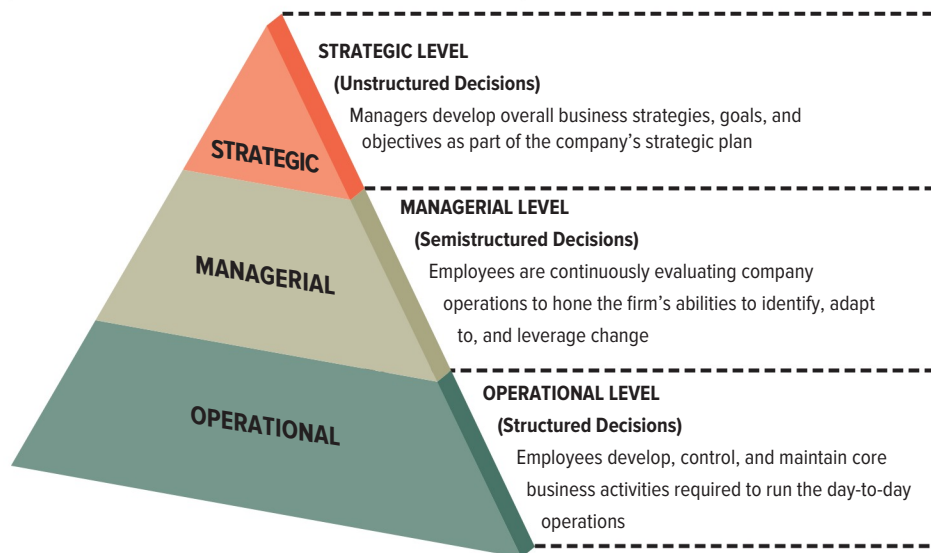 STRATEGIC LEVEL
(Unstructured Decisions)
Managers develop overall business strategies, goals, and
objectives as part of the company’s strategic plan
STRATEGIC
MANAGERIAL LEVEL
(Semistructured Decisions)
Employees are continuously evaluating company
operations to hone the firm’s abilities to identify, adapt
to, and leverage change
MANAGERIAL
OPERATIONAL LEVEL
(Structured Decisions)
Employees develop, control, and maintain core
business activities required to run the day-to-day
operations
OPERATIONAL